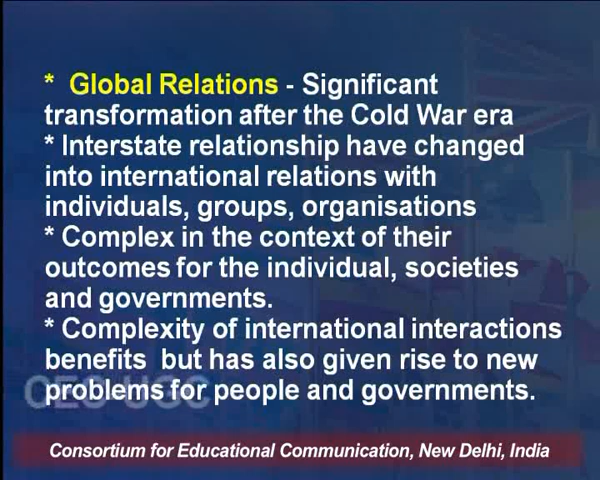 * Global Relations - Significant
transformation after the Cold War era
* Interstate relationship have changed
into international relations with
individuals, groups, organisations
* Complex in the context of their
outcomes for the individual, societies
and governments.
* Complexity of international interactions
benefits  but has also given rise to new
problems for people and governments.
CEC-UGC
Consortium for Educational Communication, New Delhi, India